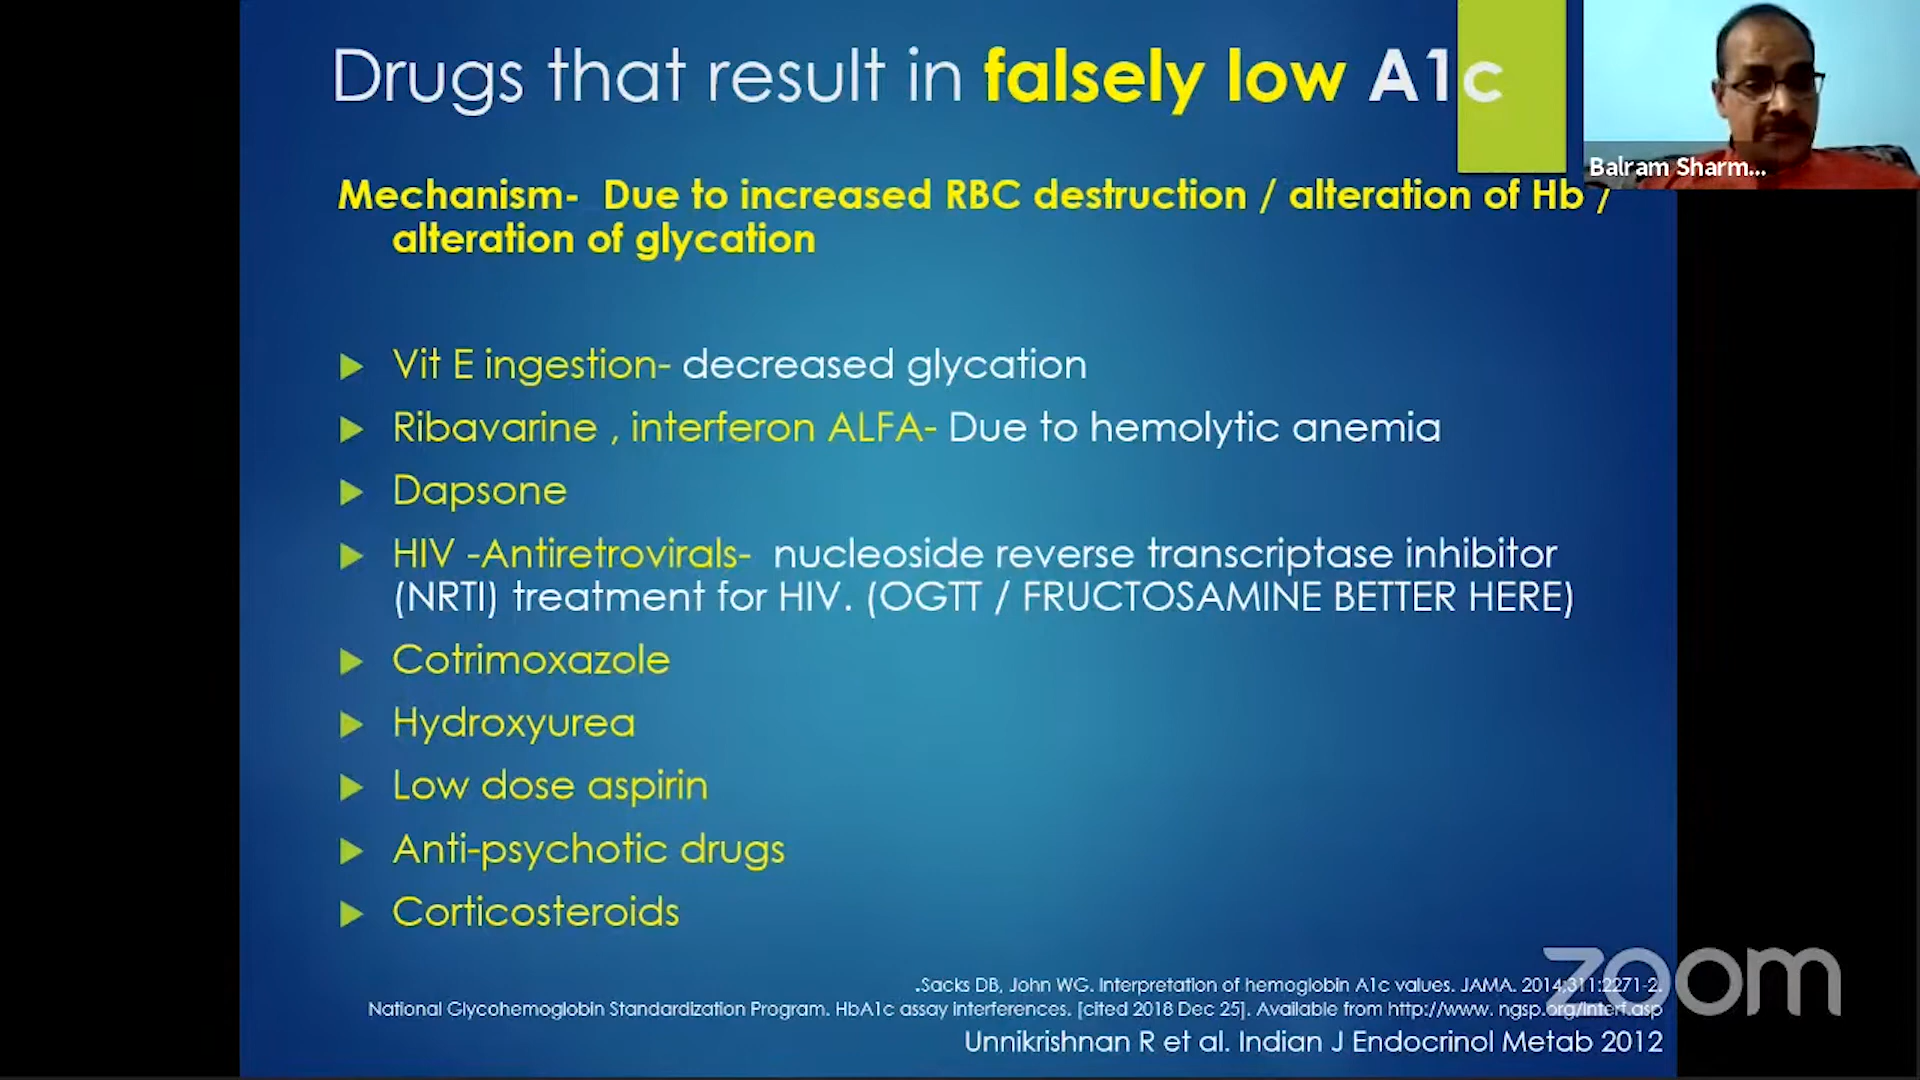 Drugs that result in falsely low A1c
Balram Sharm...
Mechanism- Due to increased RBC destruction / alteration of Hb /
alteration of glycation
Vit E ingestion- decreased glycation
Ribavarine , interferon ALFA- Due to hemolytic anemia
Dapsone
HIV -Antiretrovirals- nucleoside reverse transcriptase inhibitor
(NRTI) treatment for HIV. (OGTT / FRUCTOSAMINE BETTER HERE)
Cotrimoxazole
Hydroxyurea
Low dose aspirin
Anti-psychotic drugs
Corticosteroids
.Sacks DB, John WG. Interpretation of hemoglobin A1c values. JAMA. 2014;311:2271-2.
National Glycohemoglobin Standardization Program. HbA1c assay interferences. [cited 2018 Dec 25]. Available from http://www. ngsp.org/interf.asp
Unnikrishnan R et al. Indian J Endocrinol Metab 2012
zoom